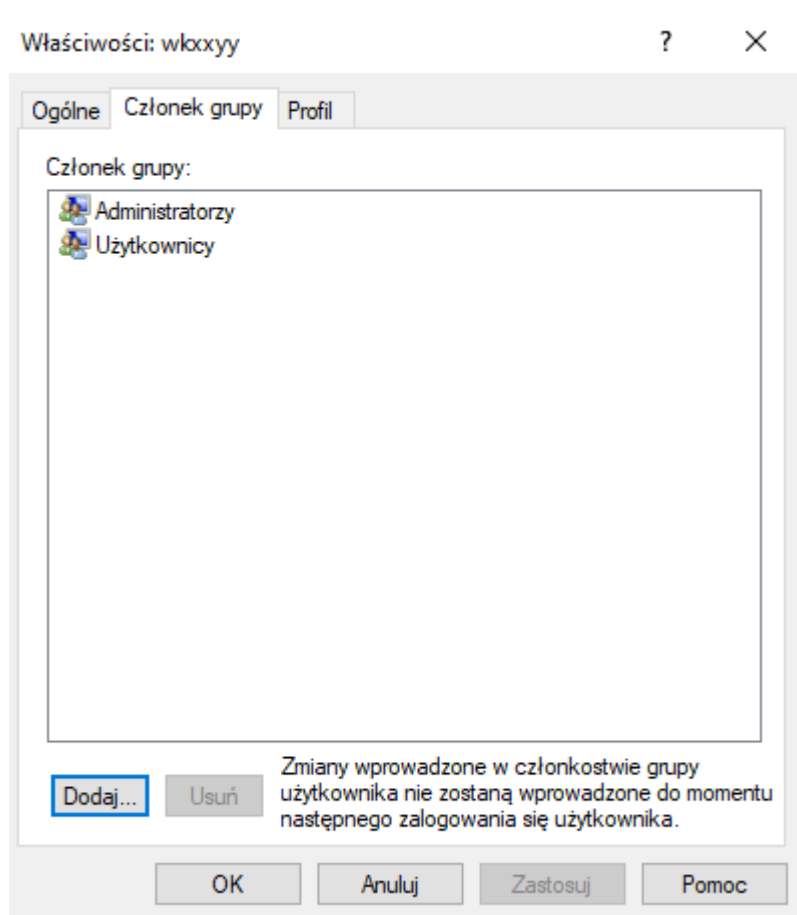 Właściwości: wkxxyy
?
Ogólne
Członek grupy
Profil
Członek grupy:
Administratorzy
Użytkownicy
Dodaj...
Usuń
Zmiany wprowadzone w członkostwie grupy
użytkownika nie zostaną wprowadzone do momentu
następnego zalogowania się użytkownika.
OK
Anuluj
Zastosuj
Pomoc